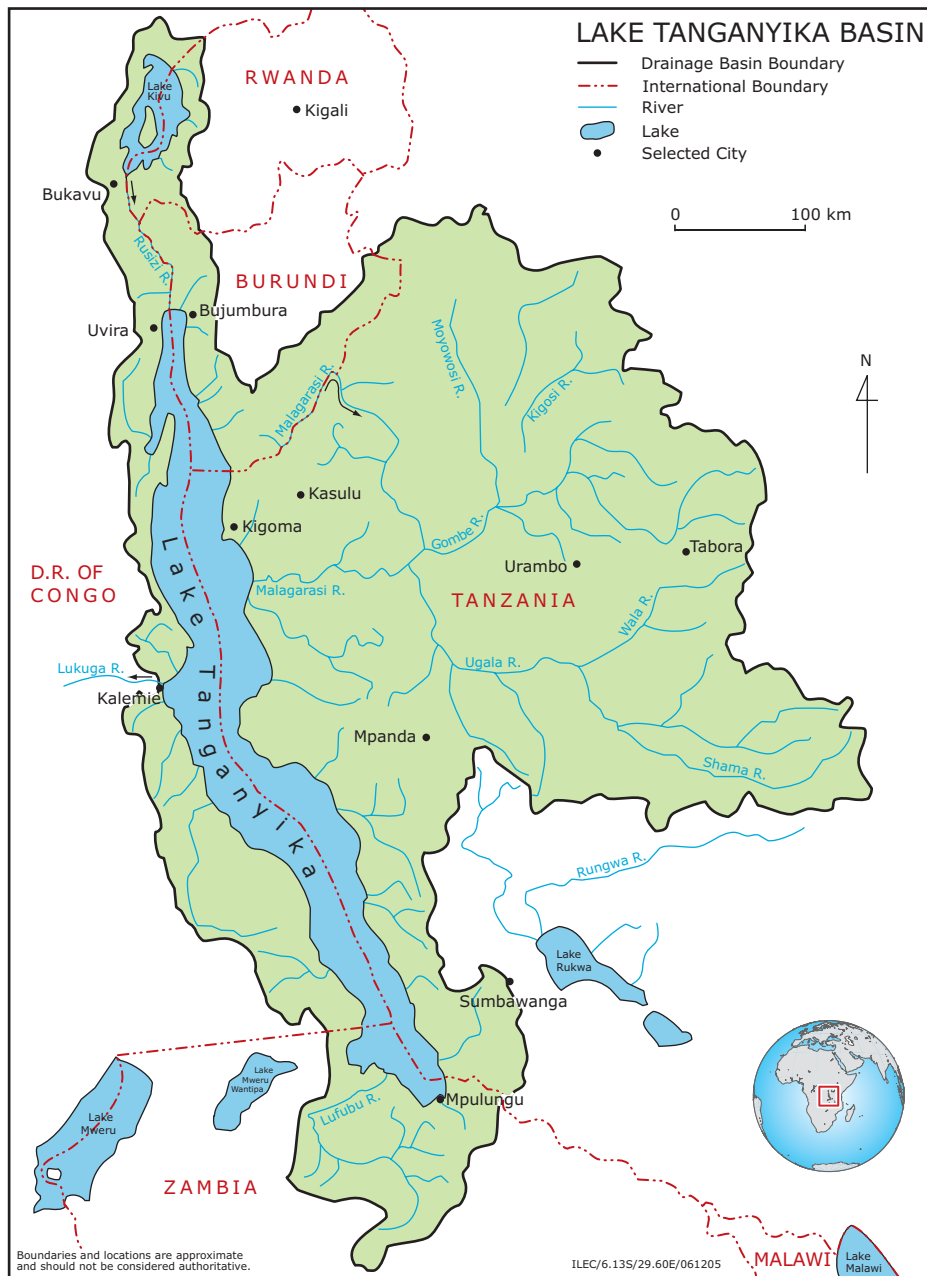 LAKE TANGANYIKA BASIN
Drainage Basin Boundary
International Boundary
River
Lake
Selected City
0 100 km
N
RWANDA
Kigali
Lake
Kivu
Bukavu
Rusizi R.
BURUNDI
Bujumbura
Uvira
Malagarasi R.
Moyowosi R.
Kigosi R.
Kasulu
Kigoma
Gombe R.
Tabora
Urambo
D.R. OF
CONGO
Malagarasi R.
TANZANIA
Wala R.
Lake Tanganyika
Ugala R.
Lukuga R.
Kalemie
Mpanda
Shama R.
Rungwa R.
Lake
Rukwa
Sumbawanga
Lake
Mweru
Wantipa
Lake
Mweru
Mpulungu
Lufubu R.
ZAMBIA
MALAWI
Lake
Malawi
Boundaries and locations are approximate
and should not be considered authoritative.
ILEC/6.13S/29.60E/061205